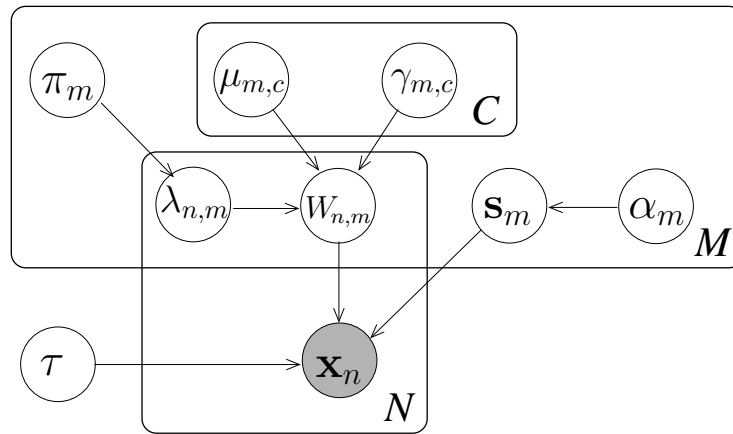 π_m μ_{m,c} γ_{m,c}
C
λ_{n,m} W_{n,m} s_m α_m
M
τ x_n
N